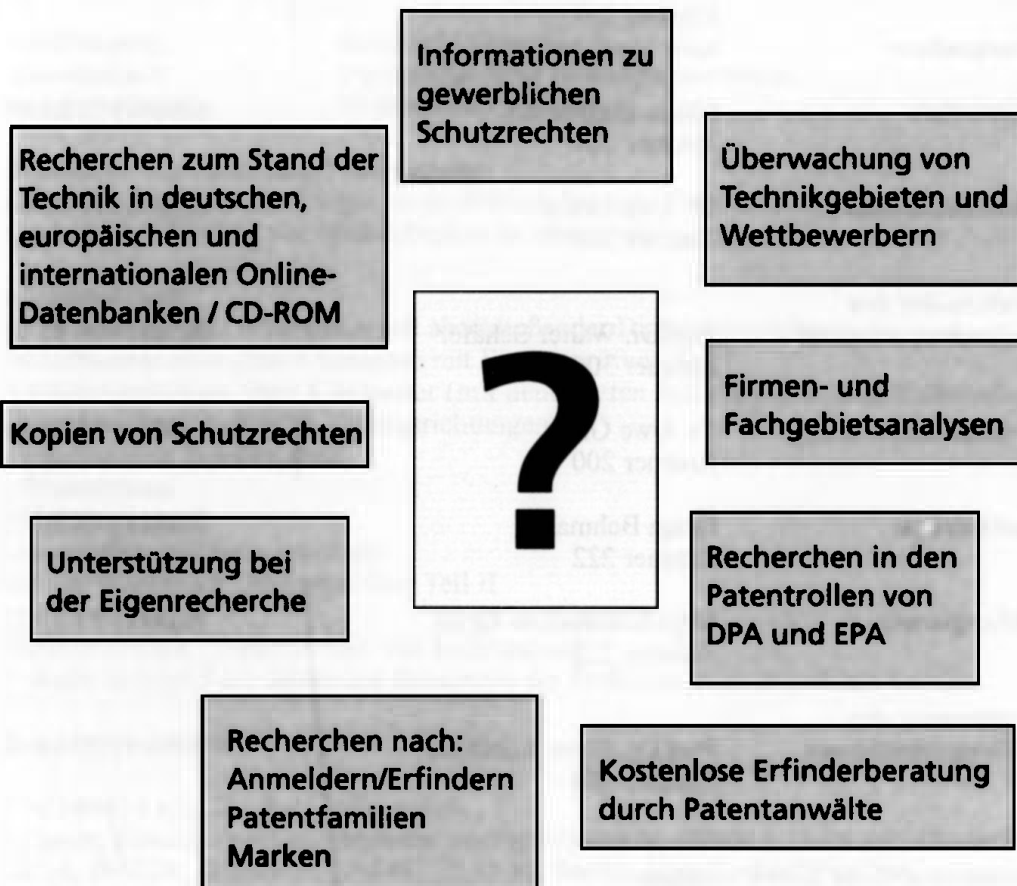 Informationen zu
gewerblichen
Schutzrechten
Recherchen zum Stand der
Technik in deutschen,
europäischen und
internationalen Online-
Datenbanken / CD-ROM
Überwachung von
Technikgebieten und
Wettbewerbern
?
Firmen- und
Fachgebietsanalysen
Kopien von Schutzrechten
Unterstützung bei
der Eigenrecherche
Recherchen in den
Patentrollen von
DPA und EPA
Recherchen nach:
Anmeldern/Erfindern
Patentfamilien
Marken
Kostenlose Erfinderberatung
durch Patentanwälte